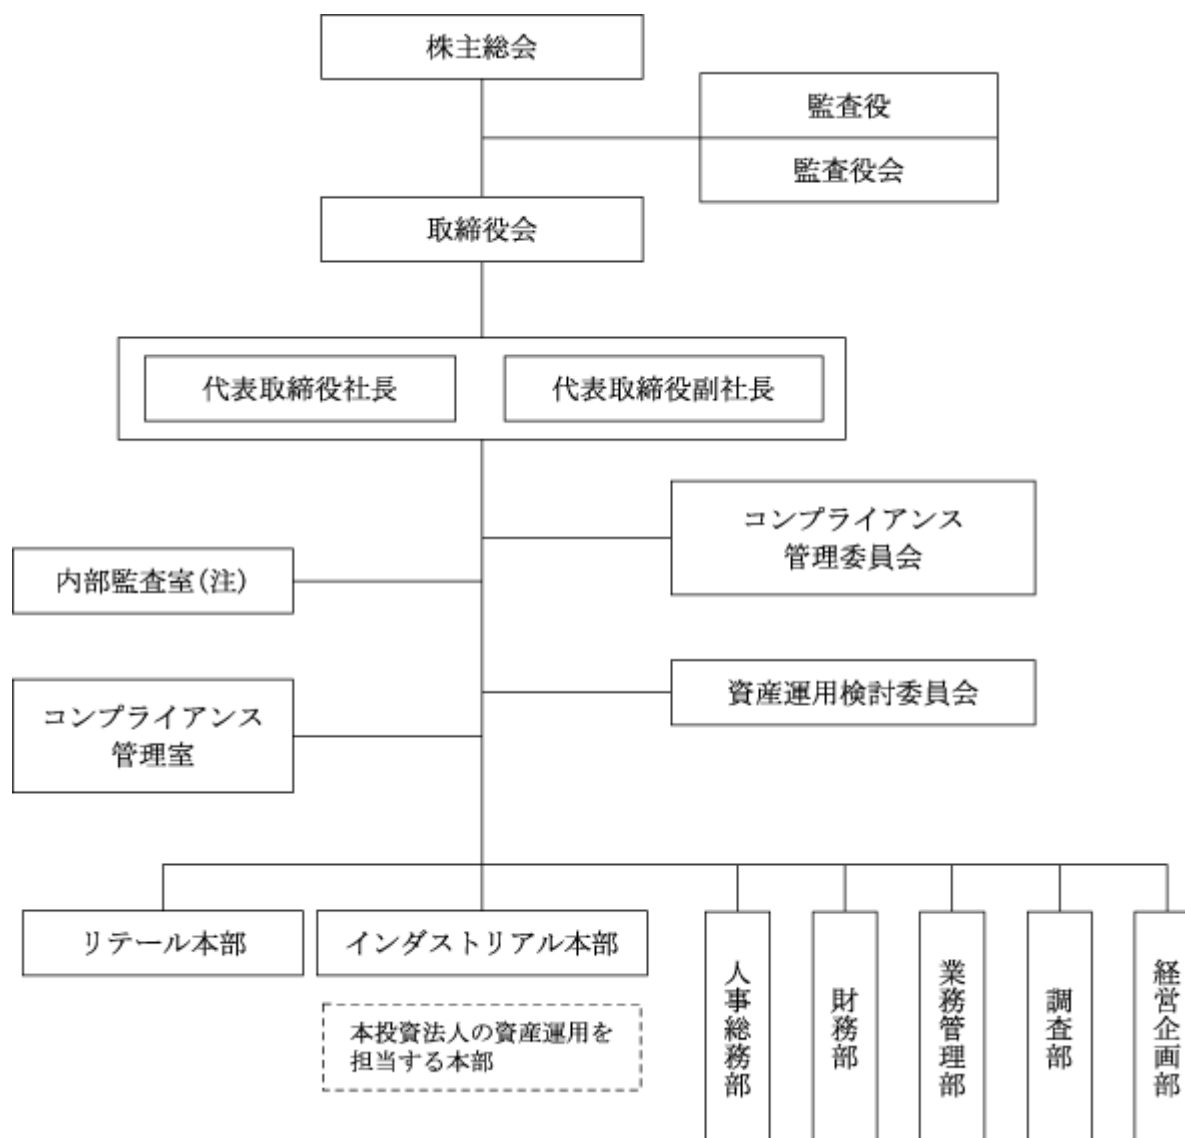 株主総会
監査役
監査役会
取締役会
代表取締役社長
代表取締役副社長
コンプライアンス
管理委員会
内部監査室(注)
資産運用検討委員会
コンプライアンス
管理室
リテール本部
インダストリアル本部
本投資法人の資産運用を
担当する本部
人事総務部
財務部
業務管理部
調査部
経営企画部